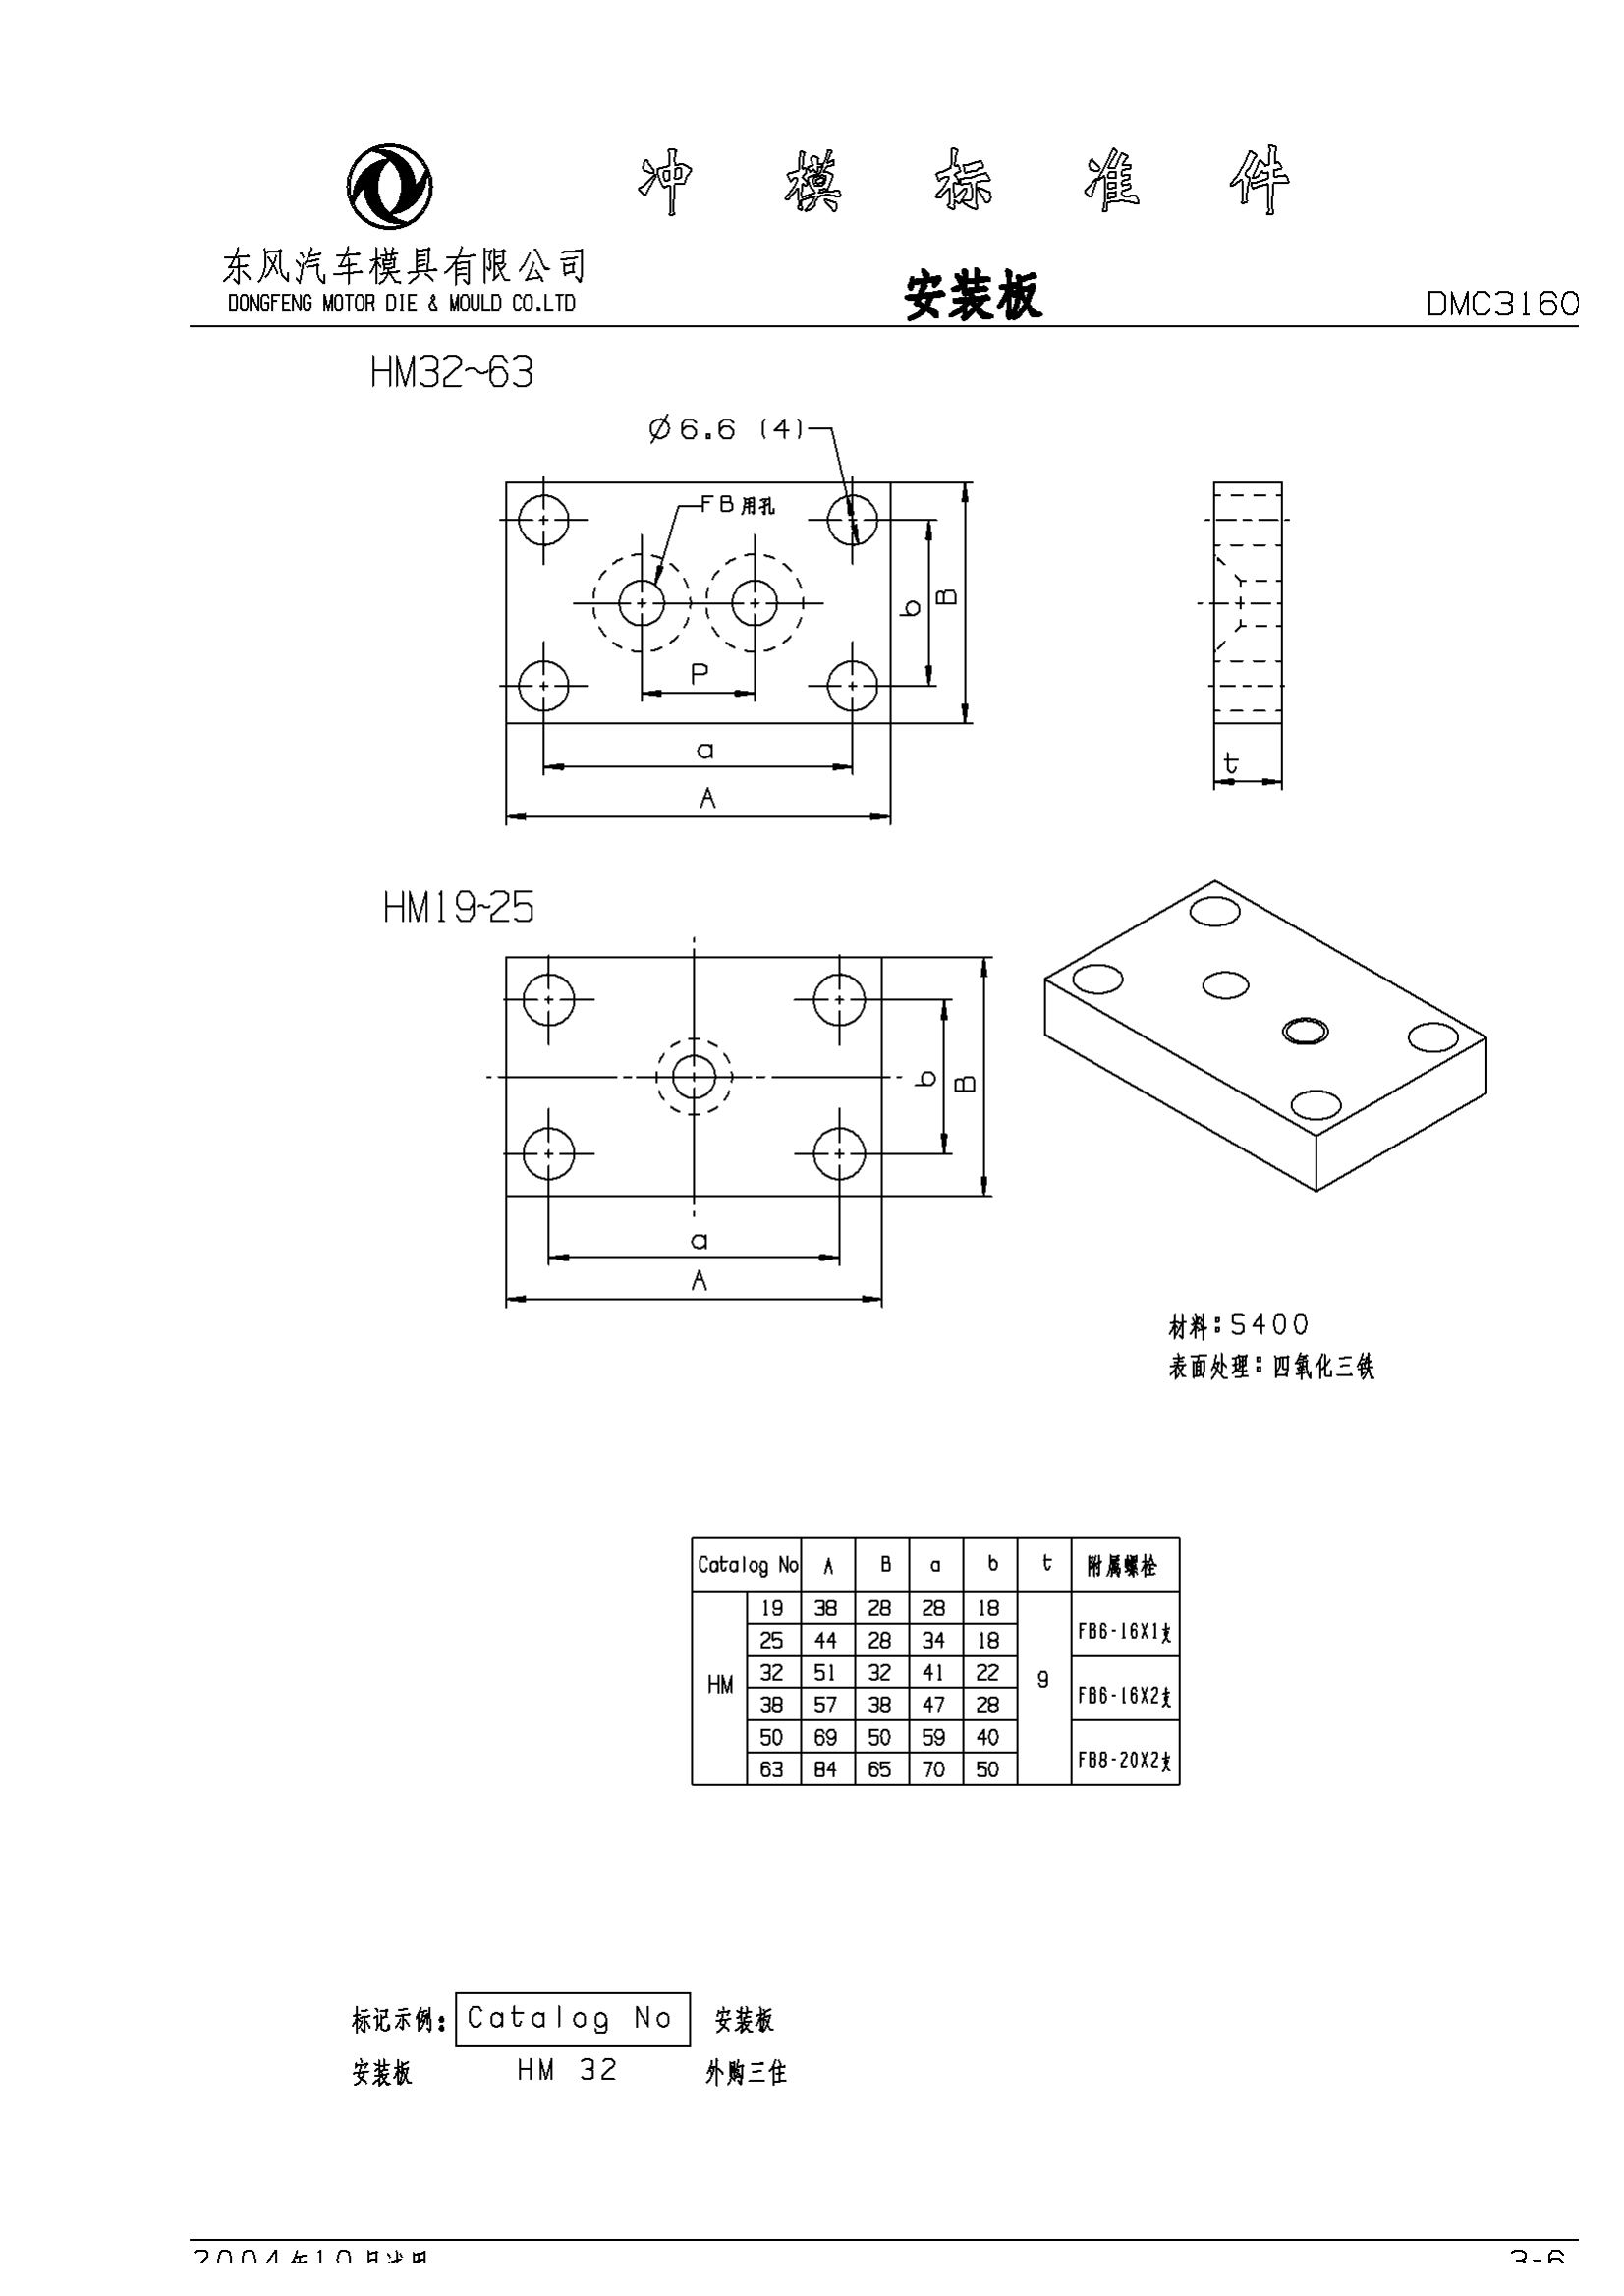 冲模标准件
东风汽车模具有限公司
DONGFENG MOTOR DIE & MOULD CO.LTD
安装板
DMC3160
HM32~63
Ø6.6 (4)
FB用孔
b
B
P
a
A
t
HM19~25
b
B
a
A
材料：S400
表面处理：四氧化三铁
Catalog No A B a b t 附属螺栓
HM
19 38 28 28 18
25 44 28 34 18
32 51 32 41 22
38 57 38 47 28
50 69 50 59 40
63 84 65 70 50
9
FB6-16X1支
FB6-16X2支
FB8-20X2支
标记示例： Catalog No 安装板
安装板 HM 32 外购三住
2004年10月
3-6